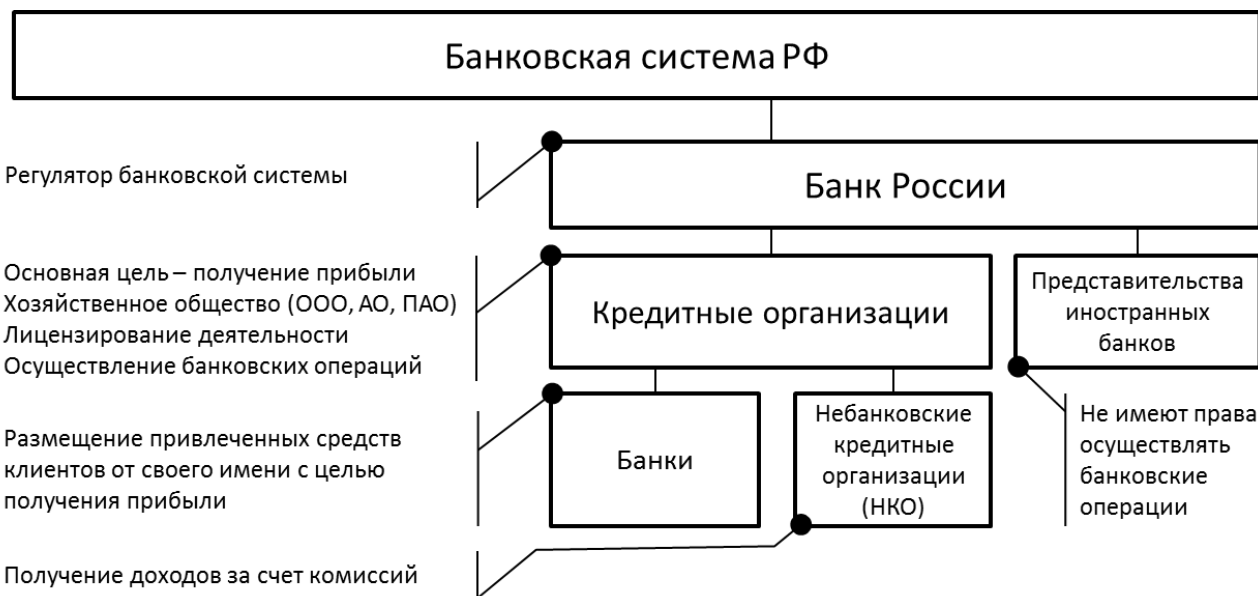 Банковская система РФ
Регулятор банковской системы
Банк России
Основная цель – получение прибыли
Хозяйственное общество (ООО, АО, ПАО)
Лицензирование деятельности
Осуществление банковских операций
Кредитные организации
Представительства
иностранных
банков
Размещение привлеченных средств
клиентов от своего имени с целью
получения прибыли
Банки
Небанковские
кредитные
организации
(НКО)
Не имеют права
осуществлять
банковские
операции
Получение доходов за счет комиссий